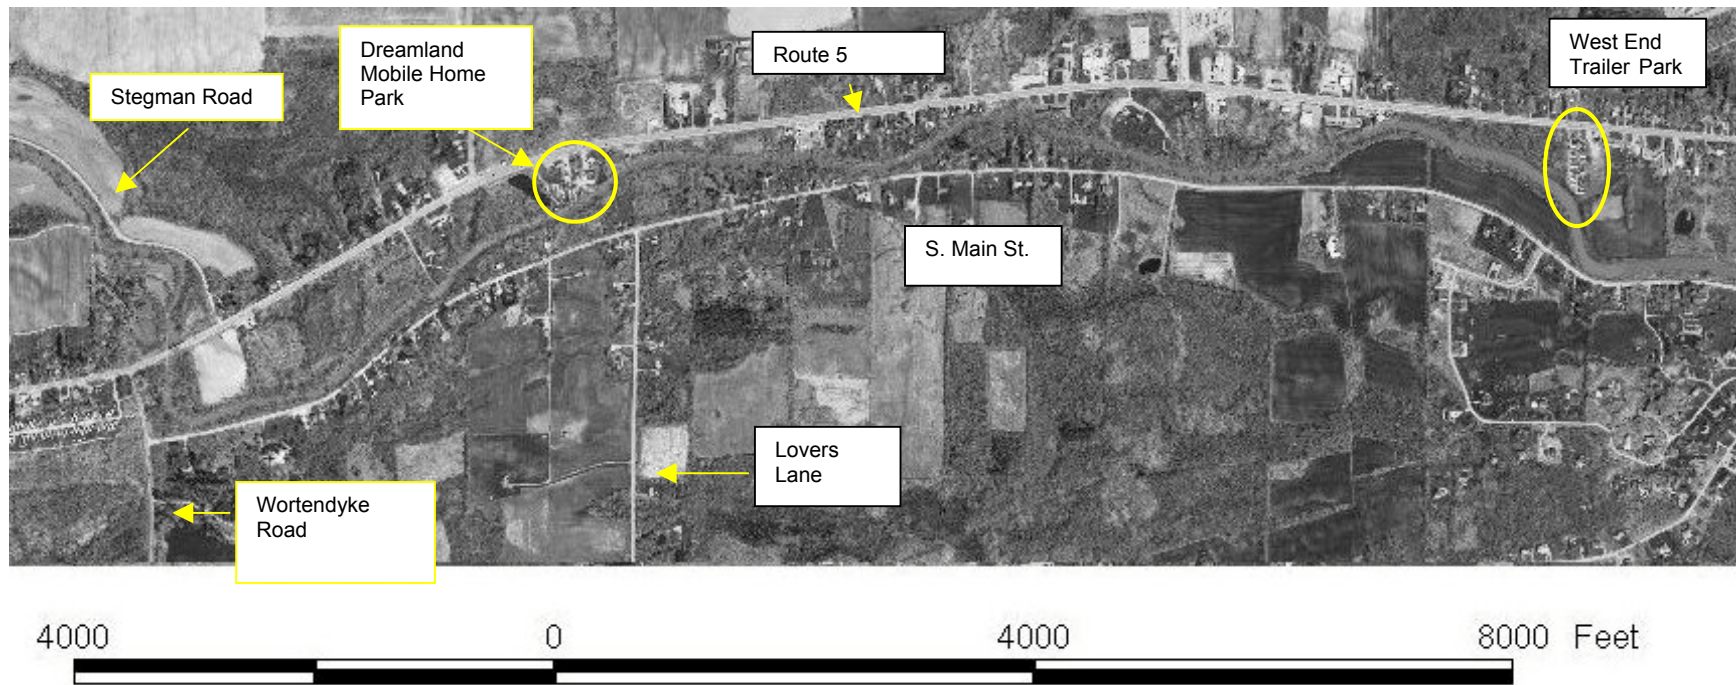 Stegman Road
Dreamland
Mobile Home
Park
Route 5
West End
Trailer Park
S. Main St.
Lovers
Lane
Wortendyke
Road
4000 0 4000 8000 Feet